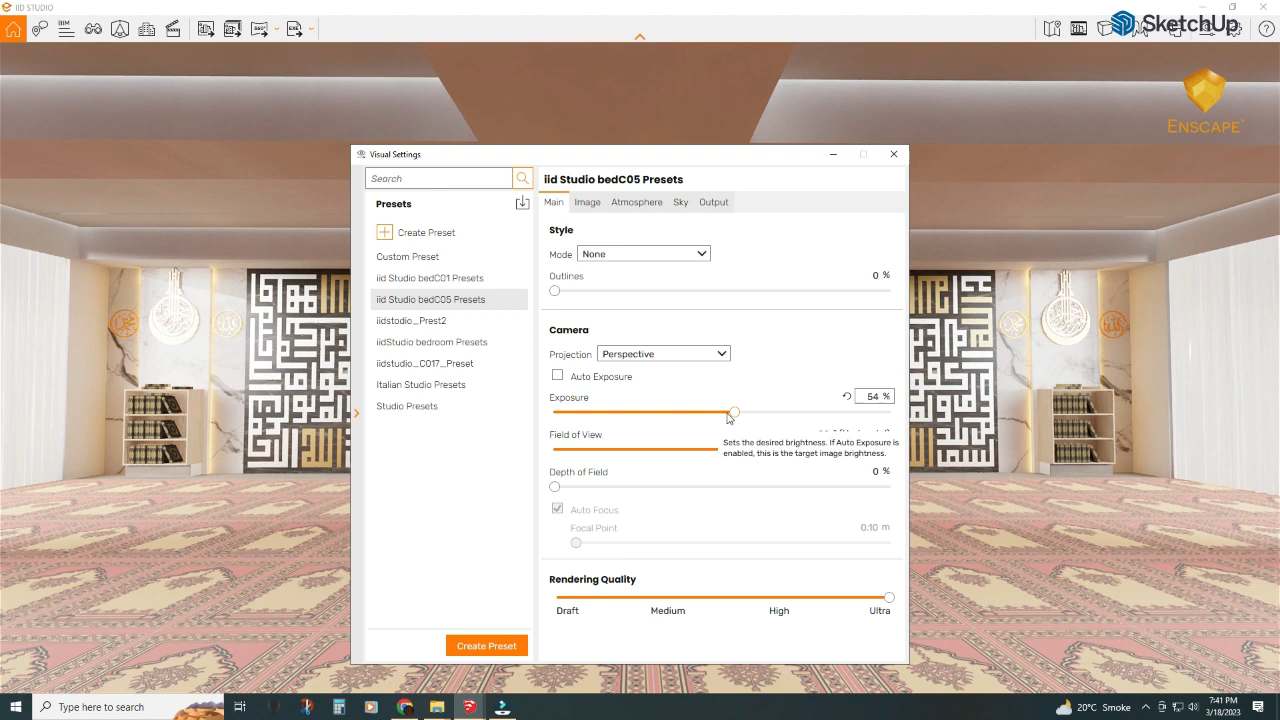 IID STUDIO
SketchUp
ENSCAPE™
BIM
360°
EXE
Visual Settings
Search
Presets
Create Preset
Custom Preset
iid Studio bedC01 Presets
iid Studio bedC05 Presets
iidstodio_Prest2
iidStudio bedroom Presets
iidstudio_C017_Preset
Italian Studio Presets
Studio Presets
Create Preset
iid Studio bedC05 Presets
Main Image Atmosphere Sky Output
Style
Mode None
Outlines 0 %
Camera
Projection Perspective
Auto Exposure
Exposure 54 %
Field of View
Sets the desired brightness. If Auto Exposure is
enabled, this is the target image brightness.
Depth of Field 0 %
Auto Focus
Focal Point 0.10 m
Rendering Quality
Draft Medium High Ultra
Type here to search
20°C Smoke
7:41 PM
3/18/2023